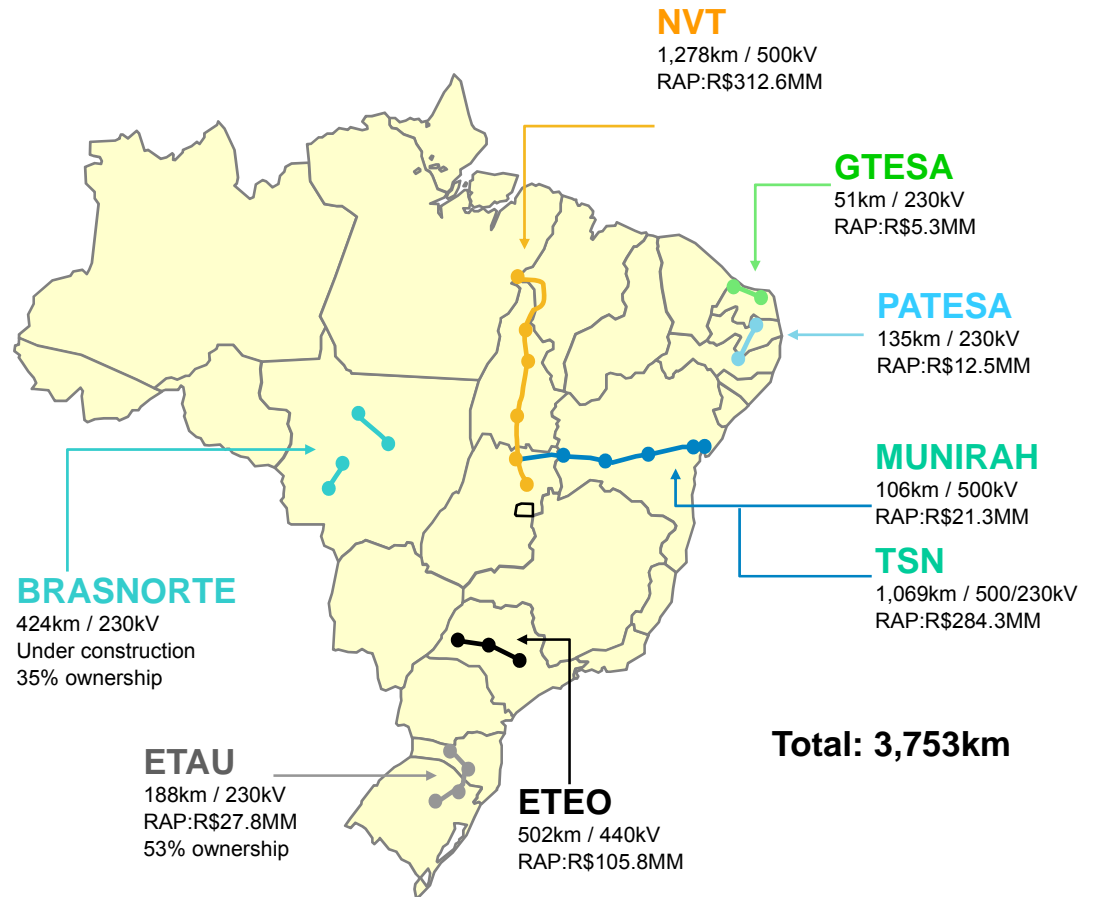 NVT
1,278km / 500kV
RAP:R$312.6MM
GTESA
51km / 230kV
RAP:R$5.3MM
PATESA
135km / 230kV
RAP:R$12.5MM
MUNIRAH
106km / 500kV
RAP:R$21.3MM
TSN
1,069km / 500/230kV
RAP:R$284.3MM
BRASNORTE
424km / 230kV
Under construction
35% ownership
Total: 3,753km
ETAU
188km / 230kV
RAP:R$27.8MM
53% ownership
ETEO
502km / 440kV
RAP:R$105.8MM